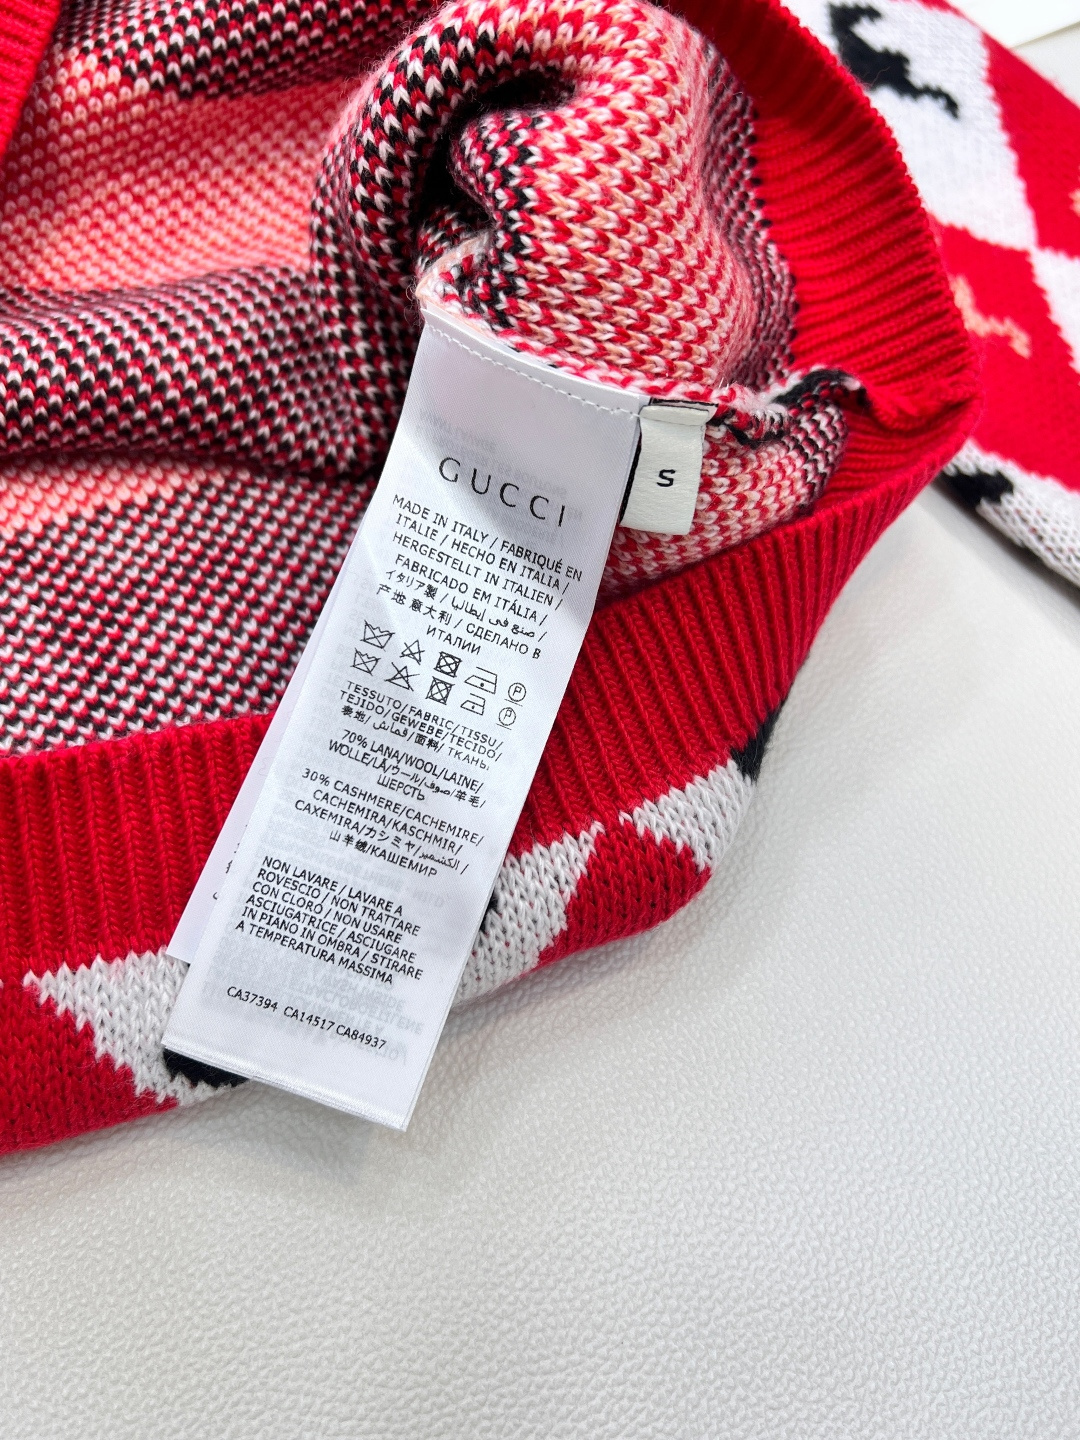 GUCCI
MADE IN ITALY / FABRIQUÉ EN
ITALIE / HECHO EN ITALIA /
HERGESTELLT IN ITALIEN /
FABRICADO EM ITÁLIA /
イタリア製 / صنع في إيطاليا /
产地 意大利 / СДЕЛАНО В
ИТАЛИИ
P
P
TESSUTO/FABRIC/TISSU/
TEJIDO/GEWEBE/TECIDO/
表地/قماش/面料/ТКАНЬ:
70% LANA/WOOL/LAINE/
WOLLE/LÃ/ウール/صوف/羊毛/
ШЕРСТЬ
30% CASHMERE/CACHEMIRE/
CACHEMIRA/KASCHMIR/
CAXEMIRA/カシミヤ/الكشمير/
山羊绒/КАШЕМИР
NON LAVARE / LAVARE A
ROVESCIO / NON TRATTARE
CON CLORO / NON USARE
ASCIUGATRICE / ASCIUGARE
IN PIANO IN OMBRA / STIRARE
A TEMPERATURA MASSIMA
CA37394 CA14517 CA84937
S